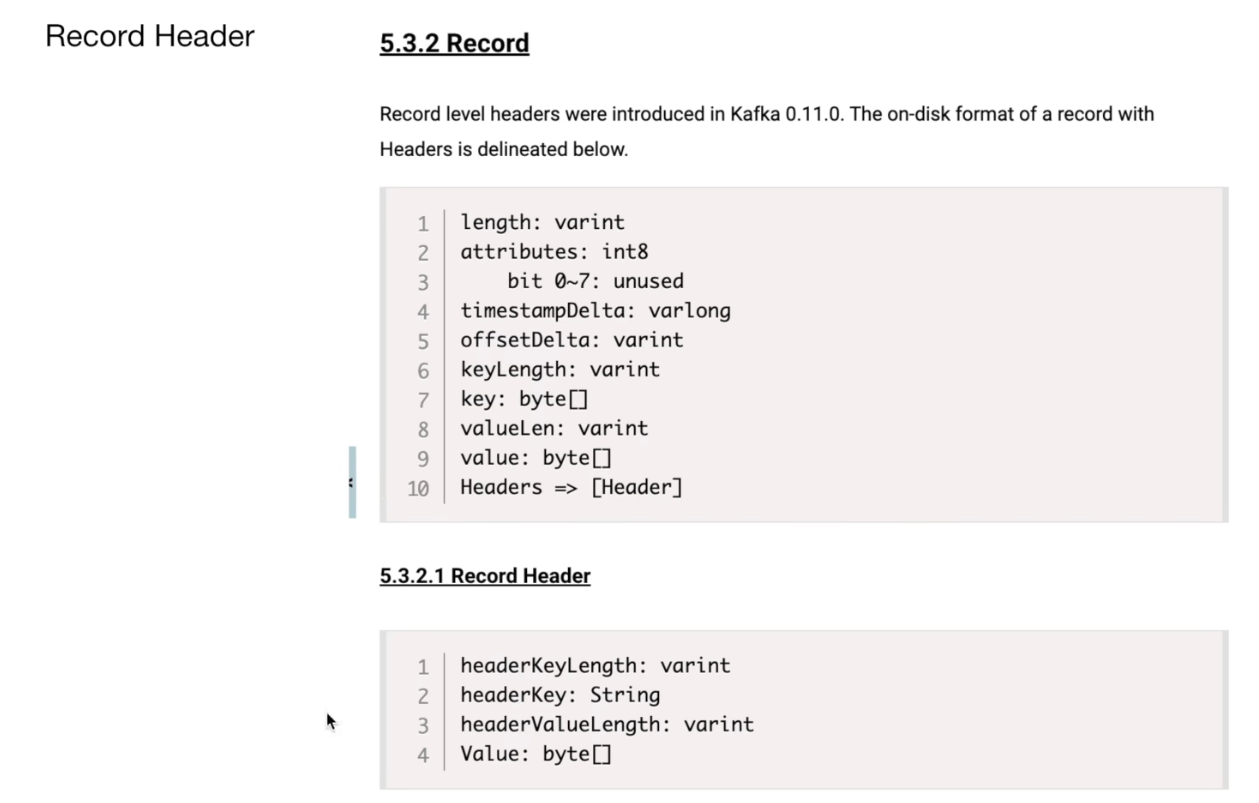 Record Header
5.3.2 Record
Record level headers were introduced in Kafka 0.11.0. The on-disk format of a record with
Headers is delineated below.
1 length: varint
2 attributes: int8
3 bit 0~7: unused
4 timestampDelta: varlong
5 offsetDelta: varint
6 keyLength: varint
7 key: byte[]
8 valueLen: varint
9 value: byte[]
10 Headers => [Header]
5.3.2.1 Record Header
1 headerKeyLength: varint
2 headerKey: String
3 headerValueLength: varint
4 Value: byte[]